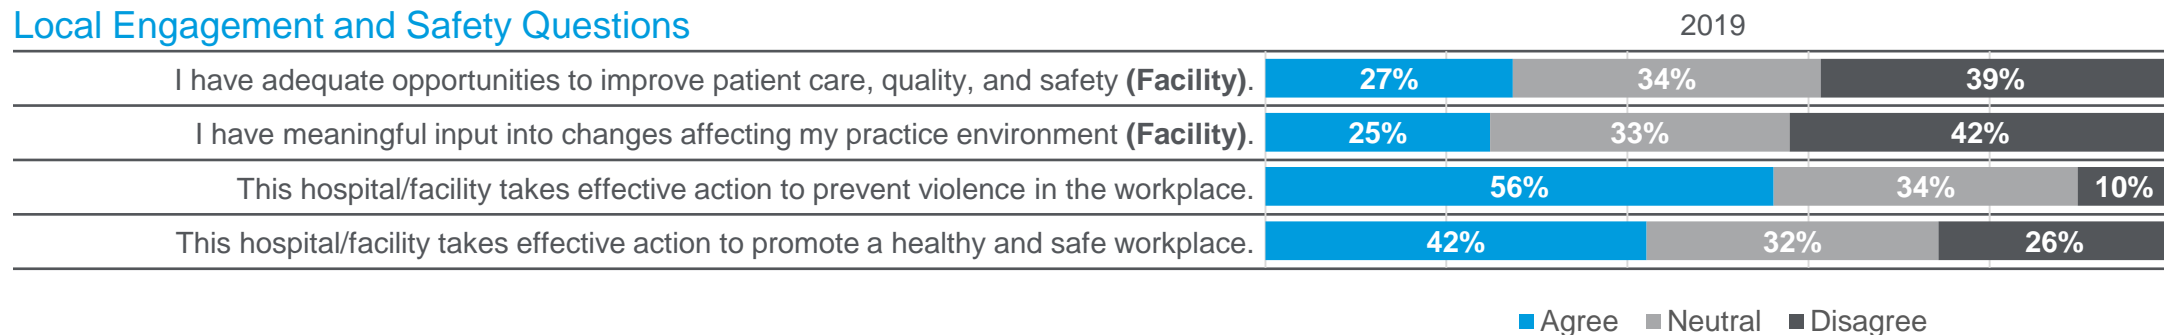 Local Engagement and Safety Questions 2019
I have adequate opportunities to improve patient care, quality, and safety (Facility). 27% 34% 39%
I have meaningful input into changes affecting my practice environment (Facility). 25% 33% 42%
This hospital/facility takes effective action to prevent violence in the workplace. 56% 34% 10%
This hospital/facility takes effective action to promote a healthy and safe workplace. 42% 32% 26%
Agree Neutral Disagree